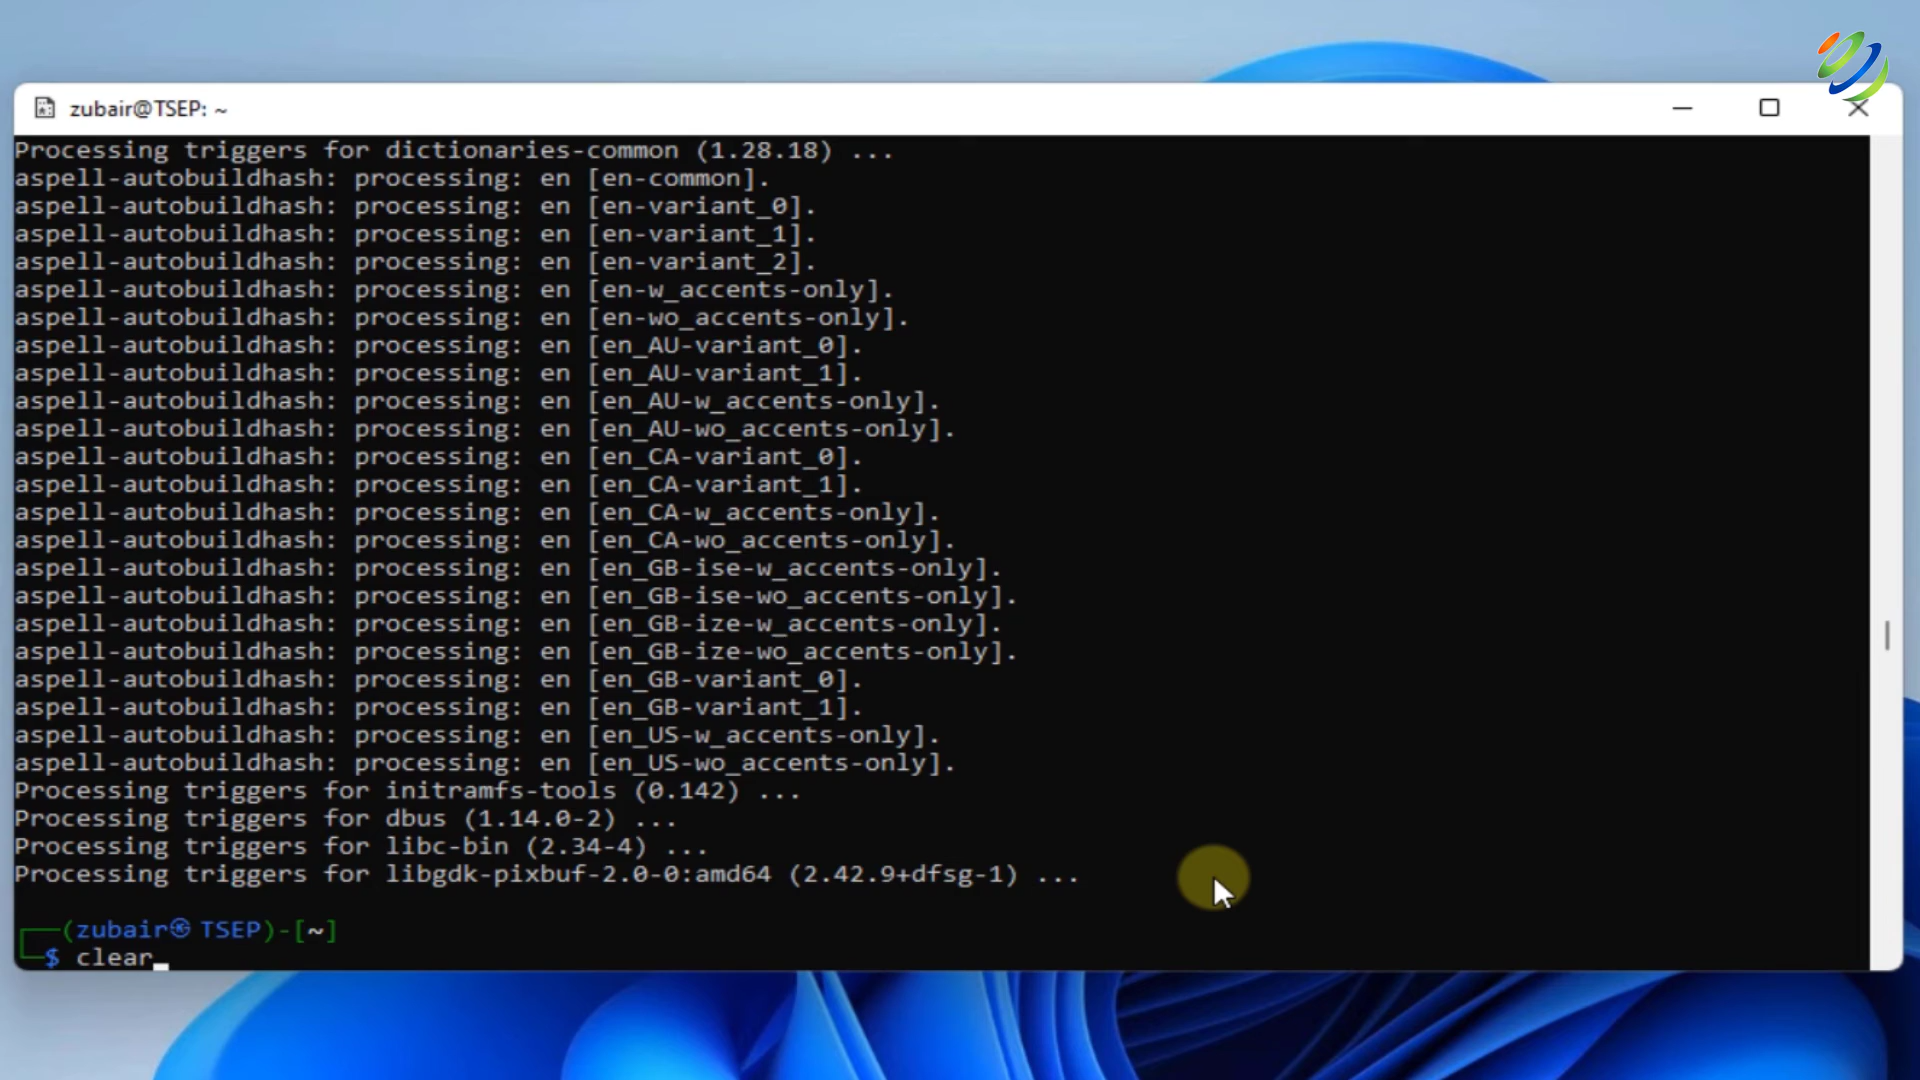 zubair@TSEP: ~
Processing triggers for dictionaries-common (1.28.18) ...
aspell-autobuildhash: processing: en [en-common].
aspell-autobuildhash: processing: en [en-variant_0].
aspell-autobuildhash: processing: en [en-variant_1].
aspell-autobuildhash: processing: en [en-variant_2].
aspell-autobuildhash: processing: en [en-w_accents-only].
aspell-autobuildhash: processing: en [en-wo_accents-only].
aspell-autobuildhash: processing: en [en_AU-variant_0].
aspell-autobuildhash: processing: en [en_AU-variant_1].
aspell-autobuildhash: processing: en [en_AU-w_accents-only].
aspell-autobuildhash: processing: en [en_AU-wo_accents-only].
aspell-autobuildhash: processing: en [en_CA-variant_0].
aspell-autobuildhash: processing: en [en_CA-variant_1].
aspell-autobuildhash: processing: en [en_CA-w_accents-only].
aspell-autobuildhash: processing: en [en_CA-wo_accents-only].
aspell-autobuildhash: processing: en [en_GB-ise-w_accents-only].
aspell-autobuildhash: processing: en [en_GB-ise-wo_accents-only].
aspell-autobuildhash: processing: en [en_GB-ize-w_accents-only].
aspell-autobuildhash: processing: en [en_GB-ize-wo_accents-only].
aspell-autobuildhash: processing: en [en_GB-variant_0].
aspell-autobuildhash: processing: en [en_GB-variant_1].
aspell-autobuildhash: processing: en [en_US-w_accents-only].
aspell-autobuildhash: processing: en [en_US-wo_accents-only].
Processing triggers for initramfs-tools (0.142) ...
Processing triggers for dbus (1.14.0-2) ...
Processing triggers for libc-bin (2.34-4) ...
Processing triggers for libgdk-pixbuf-2.0-0:amd64 (2.42.9+dfsg-1) ...
┌──(zubair㉿TSEP)-[~]
└─$ clear